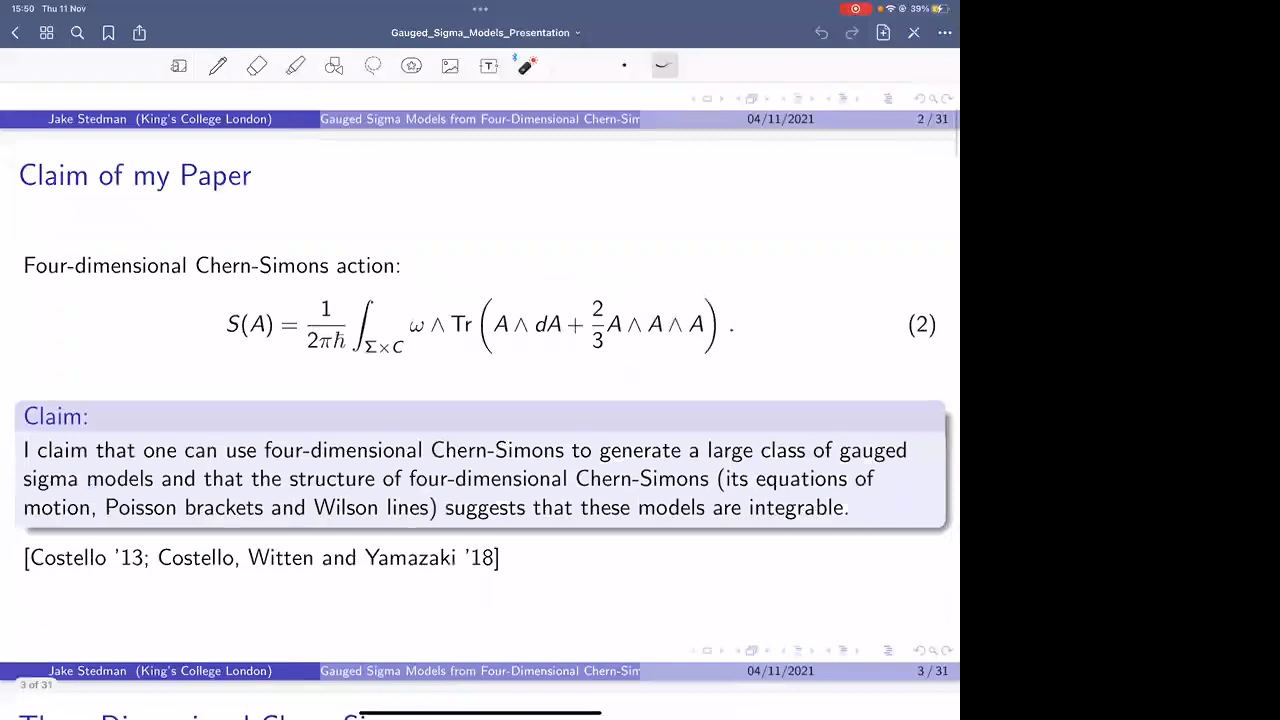 15:50 Thu 11 Nov
39%
Gauged_Sigma_Models_Presentation
T
Jake Stedman (King's College London) Gauged Sigma Models from Four-Dimensional Chern-Sim 04/11/2021 2 / 31
Claim of my Paper
Four-dimensional Chern-Simons action:
S(A) = \frac{1}{2πħ} ∫_{Σ×C} ω ∧ Tr ( A ∧ dA + \frac{2}{3} A ∧ A ∧ A ) . (2)
Claim:
I claim that one can use four-dimensional Chern-Simons to generate a large class of gauged
sigma models and that the structure of four-dimensional Chern-Simons (its equations of
motion, Poisson brackets and Wilson lines) suggests that these models are integrable.
[Costello '13; Costello, Witten and Yamazaki '18]
Jake Stedman (King's College London) Gauged Sigma Models from Four-Dimensional Chern-Sim 04/11/2021 3 / 31
3 of 31